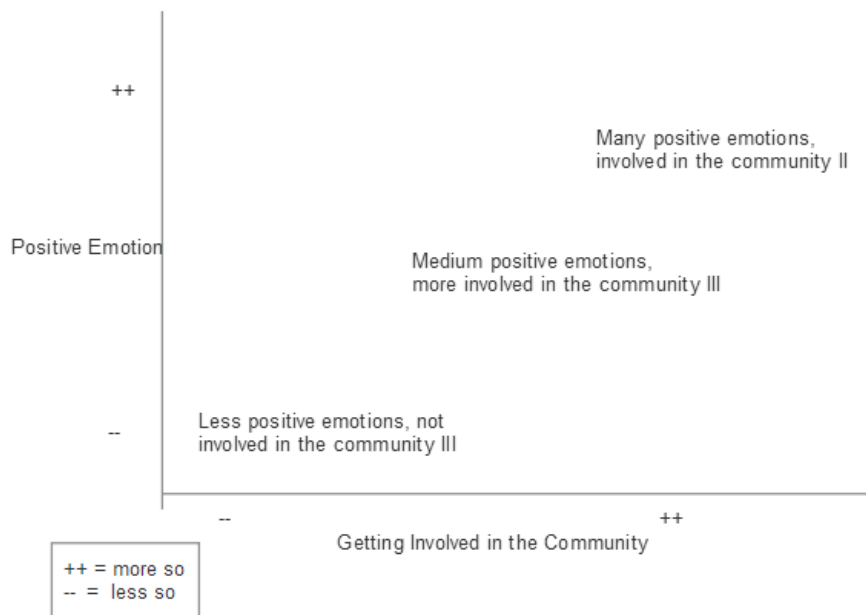 ++
Many positive emotions,
involved in the community II
Positive Emotion
Medium positive emotions,
more involved in the community III
Less positive emotions, not
involved in the community III
--
--
++
Getting Involved in the Community
++ = more so
-- = less so